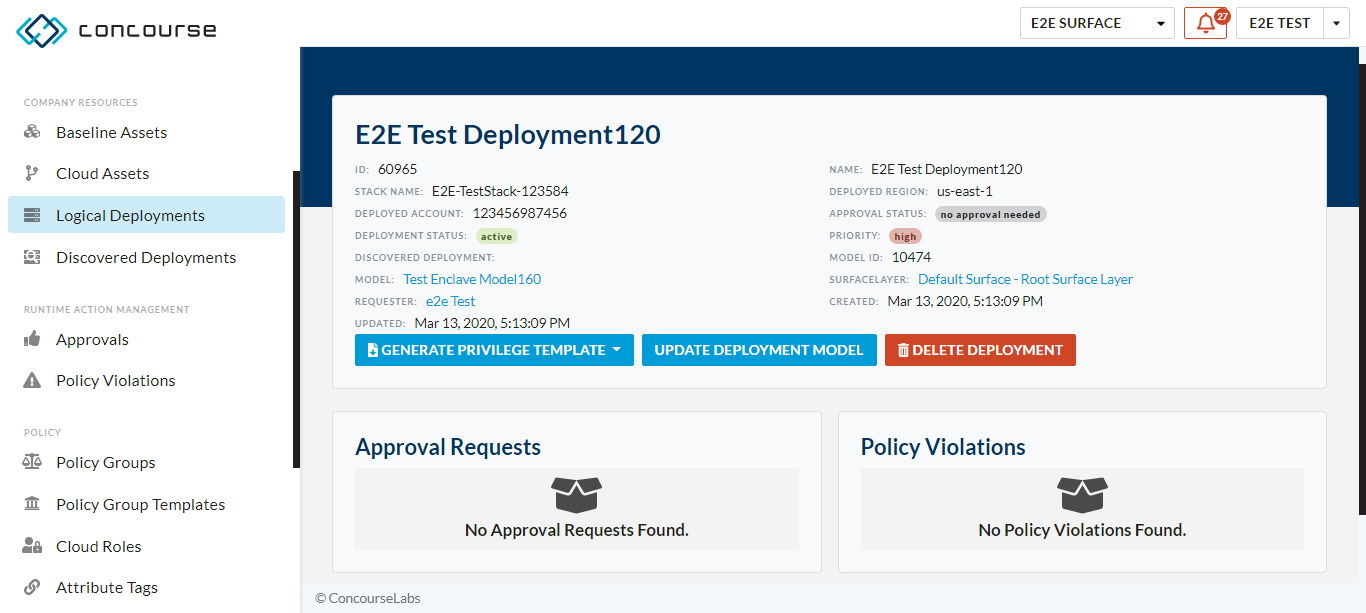 concourse
E2E SURFACE
27
E2E TEST
COMPANY RESOURCES
Baseline Assets
Cloud Assets
Logical Deployments
Discovered Deployments
RUNTIME ACTION MANAGEMENT
Approvals
Policy Violations
POLICY
Policy Groups
Policy Group Templates
Cloud Roles
Attribute Tags
E2E Test Deployment120
ID: 60965
NAME: E2E Test Deployment120
STACK NAME: E2E-TestStack-123584
DEPLOYED REGION: us-east-1
DEPLOYED ACCOUNT: 123456987456
APPROVAL STATUS: no approval needed
DEPLOYMENT STATUS: active
PRIORITY: high
DISCOVERED DEPLOYMENT:
MODEL ID: 10474
MODEL: Test Enclave Model160
SURFACELAYER: Default Surface - Root Surface Layer
REQUESTER: e2e Test
CREATED: Mar 13, 2020, 5:13:09 PM
UPDATED: Mar 13, 2020, 5:13:09 PM
GENERATE PRIVILEGE TEMPLATE
UPDATE DEPLOYMENT MODEL
DELETE DEPLOYMENT
Approval Requests
No Approval Requests Found.
Policy Violations
No Policy Violations Found.
© ConcourseLabs